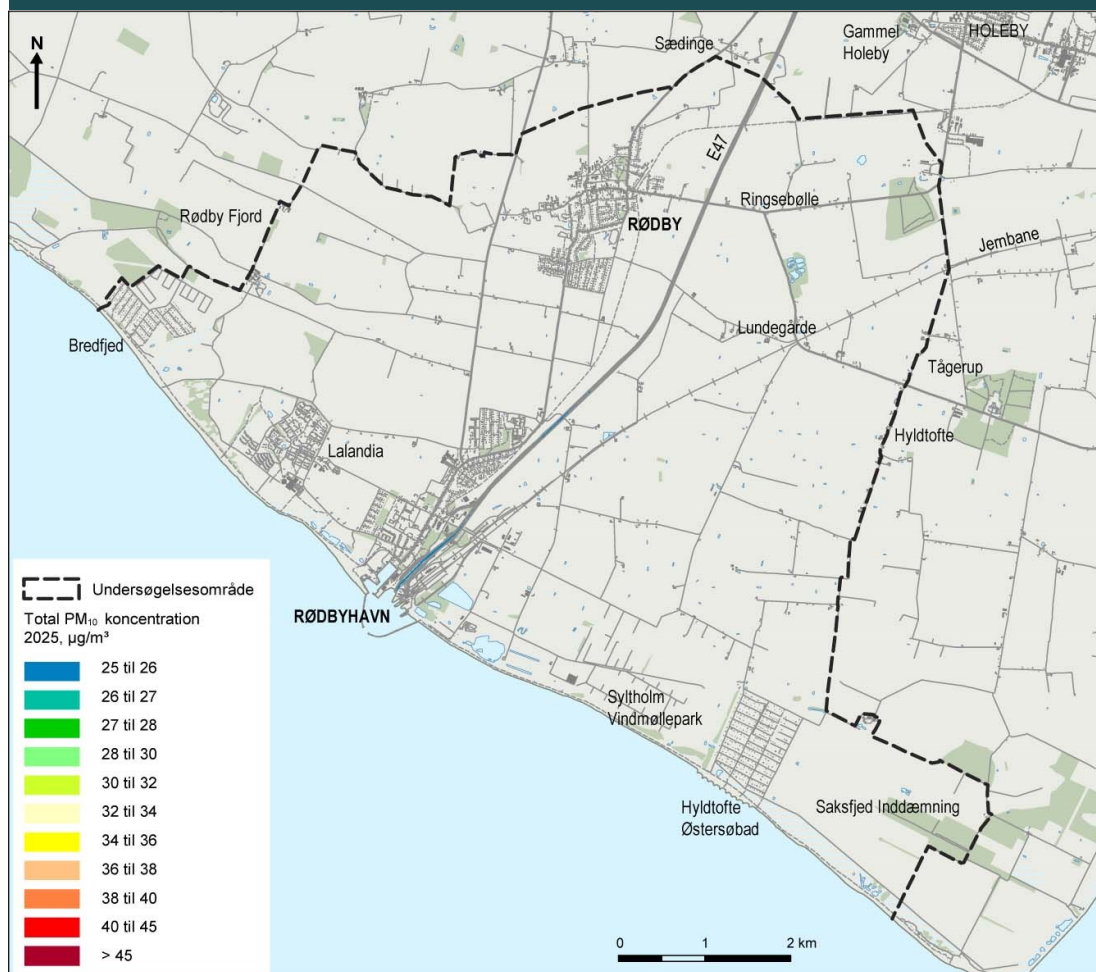 N
Sædinge
Gammel
Holeby
HOLEBY
E47
Rødby Fjord
RØDBY
Ringsebølle
Jernbane
Bredfjed
Lundegårde
Tågerup
Hyldtofte
Lalandia
RØDBYHAVN
Syltholm
Vindmøllepark
Hyldtofte
Østersøbad
Saksfjed Inddæmning
Undersøgelsesområde
Total PM₁₀ koncentration
2025, µg/m³
25 til 26
26 til 27
27 til 28
28 til 30
30 til 32
32 til 34
34 til 36
36 til 38
38 til 40
40 til 45
> 45
0 1 2 km